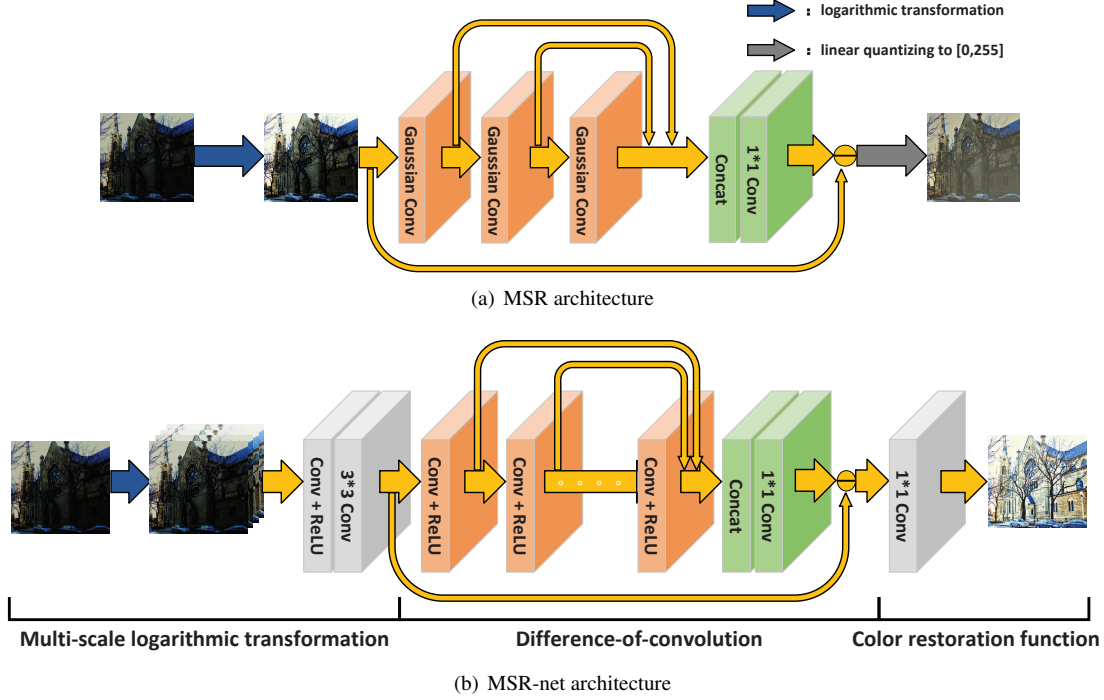 : logarithmic transformation
: linear quantizing to [0,255]
Gaussian Conv
Gaussian Conv
Gaussian Conv
Concat
1*1 Conv
(a) MSR architecture
Conv + ReLU
3*3 Conv
Conv + ReLU
Conv + ReLU
Conv + ReLU
Concat
1*1 Conv
1*1 Conv
Multi-scale logarithmic transformation
Difference-of-convolution
Color restoration function
(b) MSR-net architecture